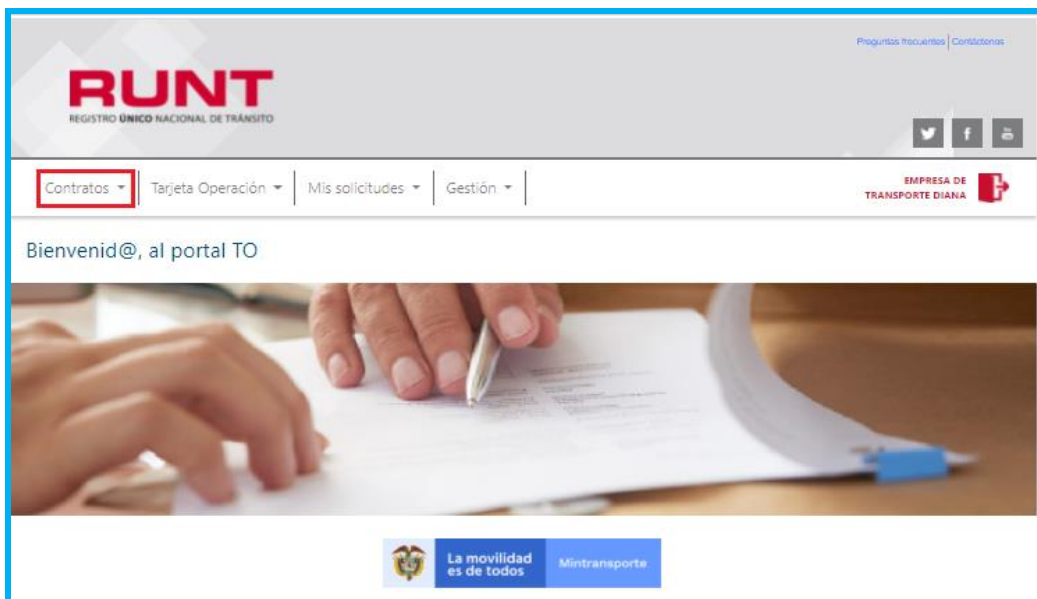 Preguntas frecuentes Contáctenos
RUNT
REGISTRO ÚNICO NACIONAL DE TRÁNSITO
Contratos Tarjeta Operación Mis solicitudes Gestión
EMPRESA DE
TRANSPORTE DIANA
Bienvenid@, al portal TO
La movilidad
es de todos
Mintransporte